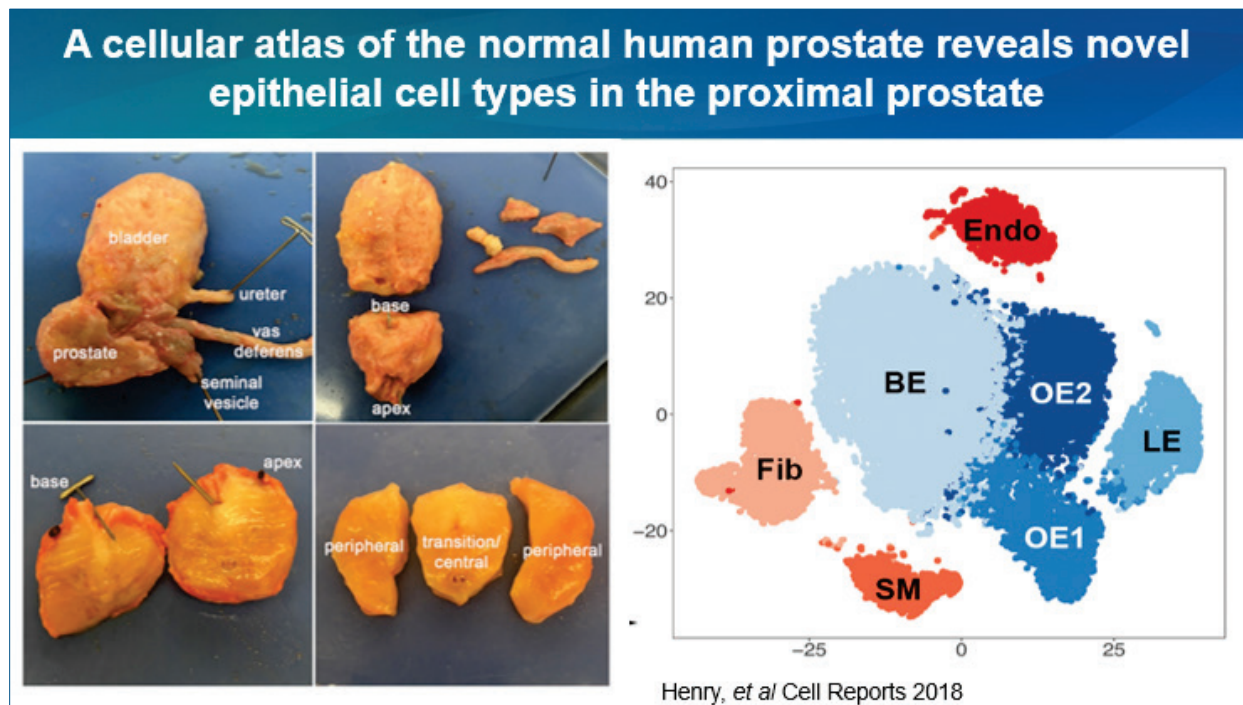 A cellular atlas of the normal human prostate reveals novel
epithelial cell types in the proximal prostate
bladder
ureter
vas
deferens
prostate
seminal
vesicle
base
apex
base
apex
peripheral
transition/
central
peripheral
40
20
0
−20
−25
0
25
Endo
BE
OE2
LE
Fib
OE1
SM
Henry, et al Cell Reports 2018